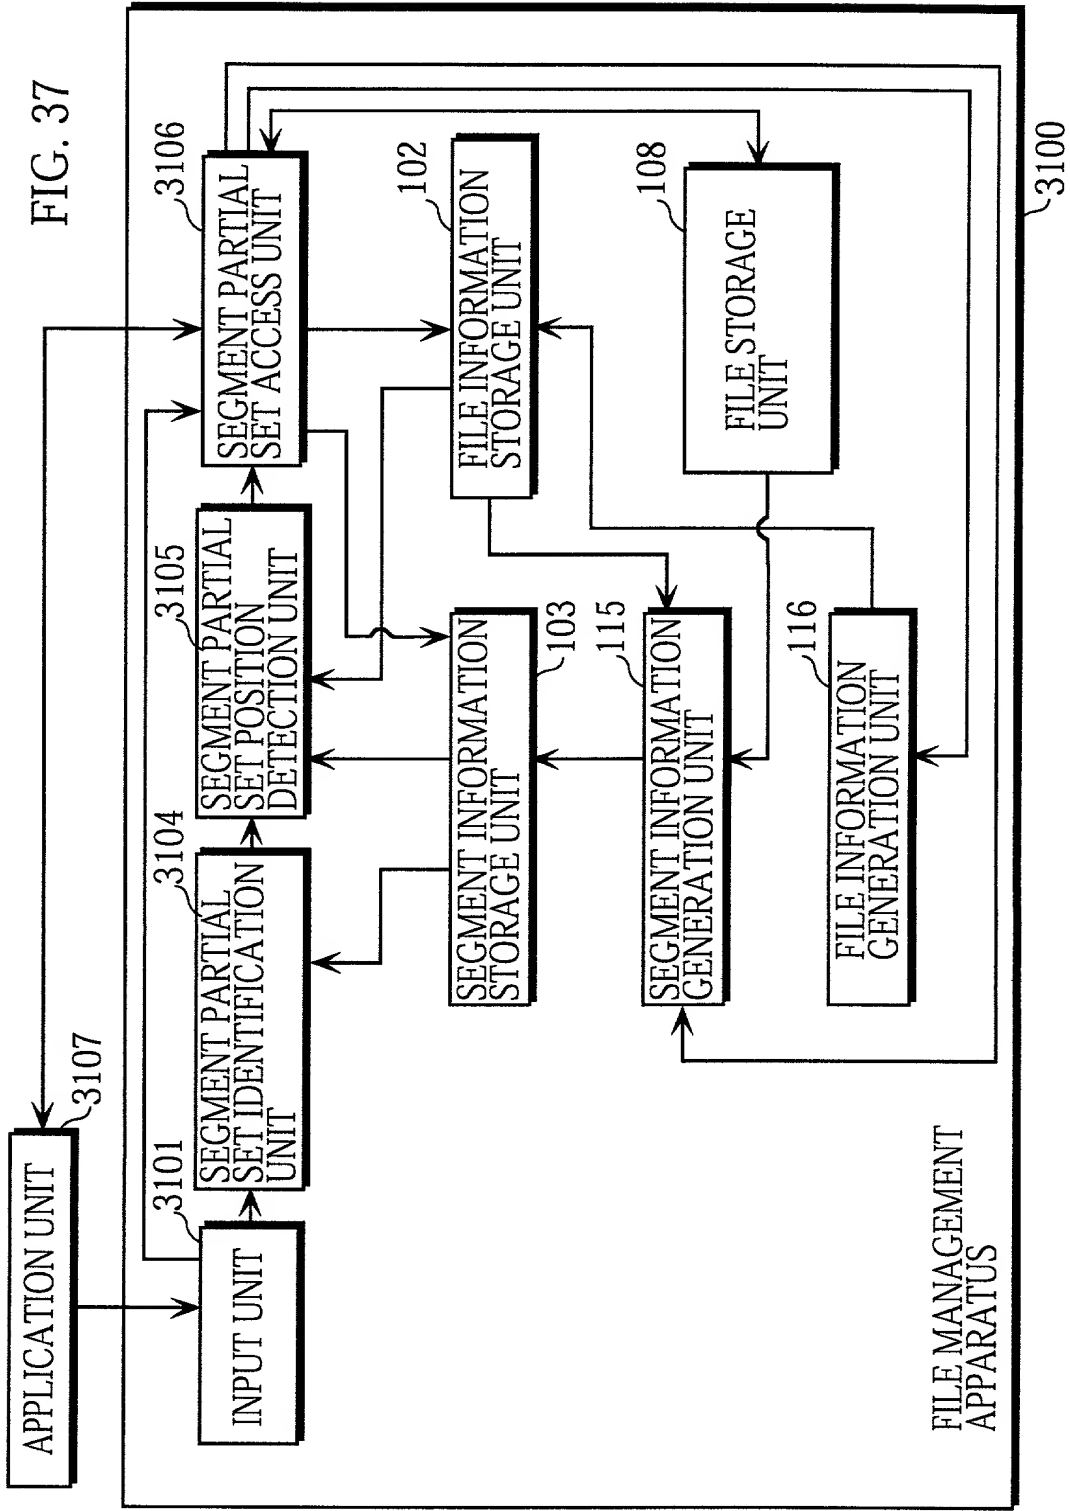 FIG. 37
APPLICATION UNIT
3107
INPUT UNIT
3101
SEGMENT PARTIAL
SET IDENTIFICATION
UNIT
3104
SEGMENT PARTIAL
SET POSITION
DETECTION UNIT
3105
SEGMENT PARTIAL
SET ACCESS UNIT
3106
SEGMENT INFORMATION
STORAGE UNIT
103
FILE INFORMATION
STORAGE UNIT
102
SEGMENT INFORMATION
GENERATION UNIT
115
FILE STORAGE
UNIT
108
FILE INFORMATION
GENERATION UNIT
116
FILE MANAGEMENT
APPARATUS
3100